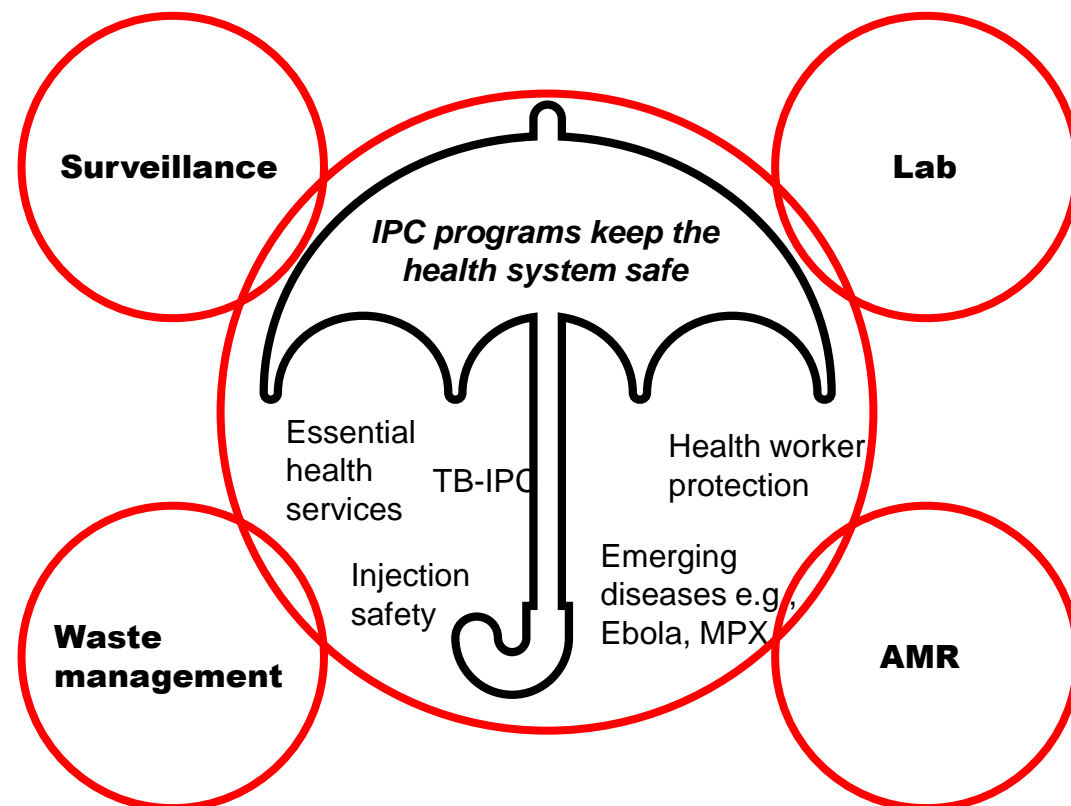 Surveillance
Lab
IPC programs keep the
health system safe
Essential
health
services
TB-IPC
Health worker
protection
Injection
safety
Emerging
diseases e.g.,
Ebola, MPX
Waste
management
AMR